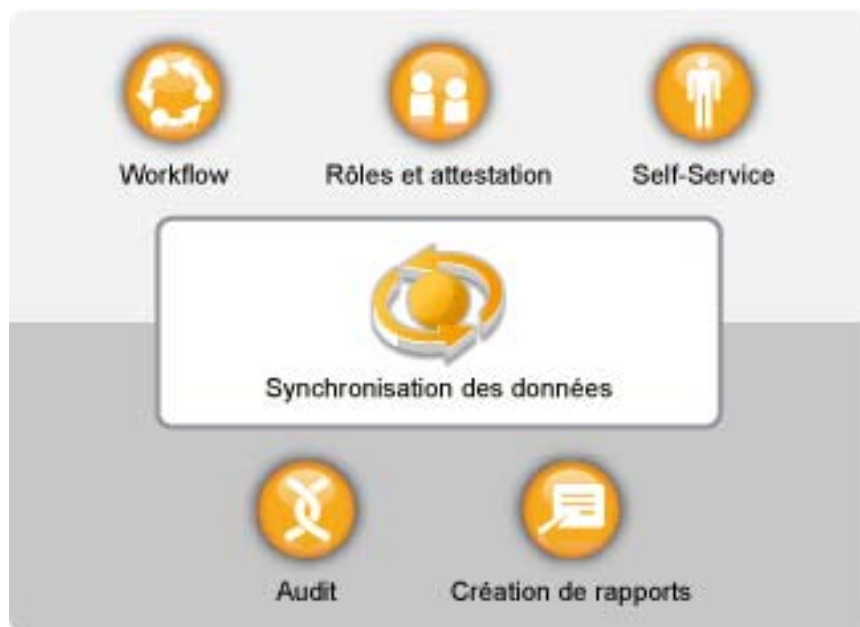 Workflow
Rôles et attestation
Self-Service
Synchronisation des données
Audit
Création de rapports